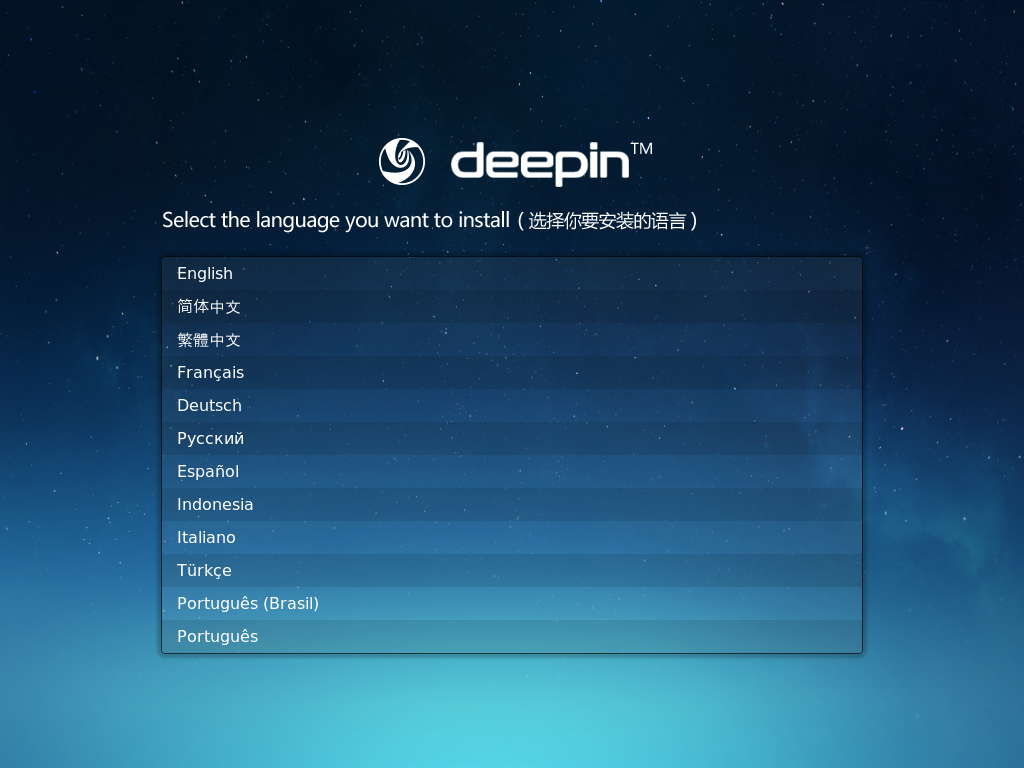 deepin™
Select the language you want to install ( 选择你要安装的语言 )
English
简体中文
繁體中文
Français
Deutsch
Русский
Español
Indonesia
Italiano
Türkçe
Português (Brasil)
Português